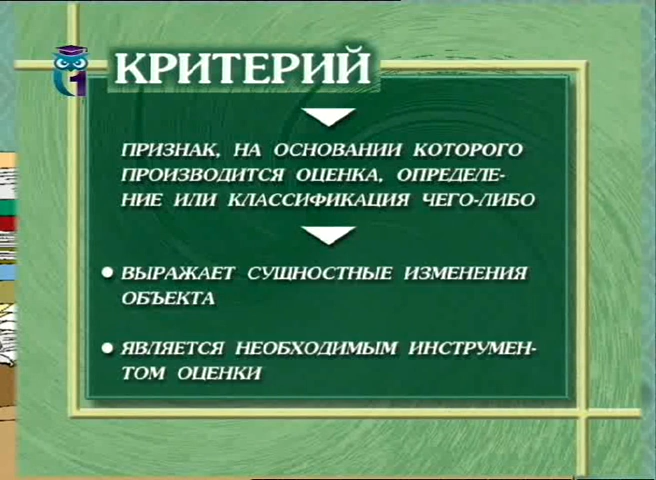 1
КРИТЕРИЙ
ПРИЗНАК, НА ОСНОВАНИИ КОТОРОГО
ПРОИЗВОДИТСЯ ОЦЕНКА, ОПРЕДЕЛЕ-
НИЕ ИЛИ КЛАССИФИКАЦИЯ ЧЕГО-ЛИБО
ВЫРАЖАЕТ СУЩНОСТНЫЕ ИЗМЕНЕНИЯ
ОБЪЕКТА
ЯВЛЯЕТСЯ НЕОБХОДИМЫМ ИНСТРУМЕН-
ТОМ ОЦЕНКИ